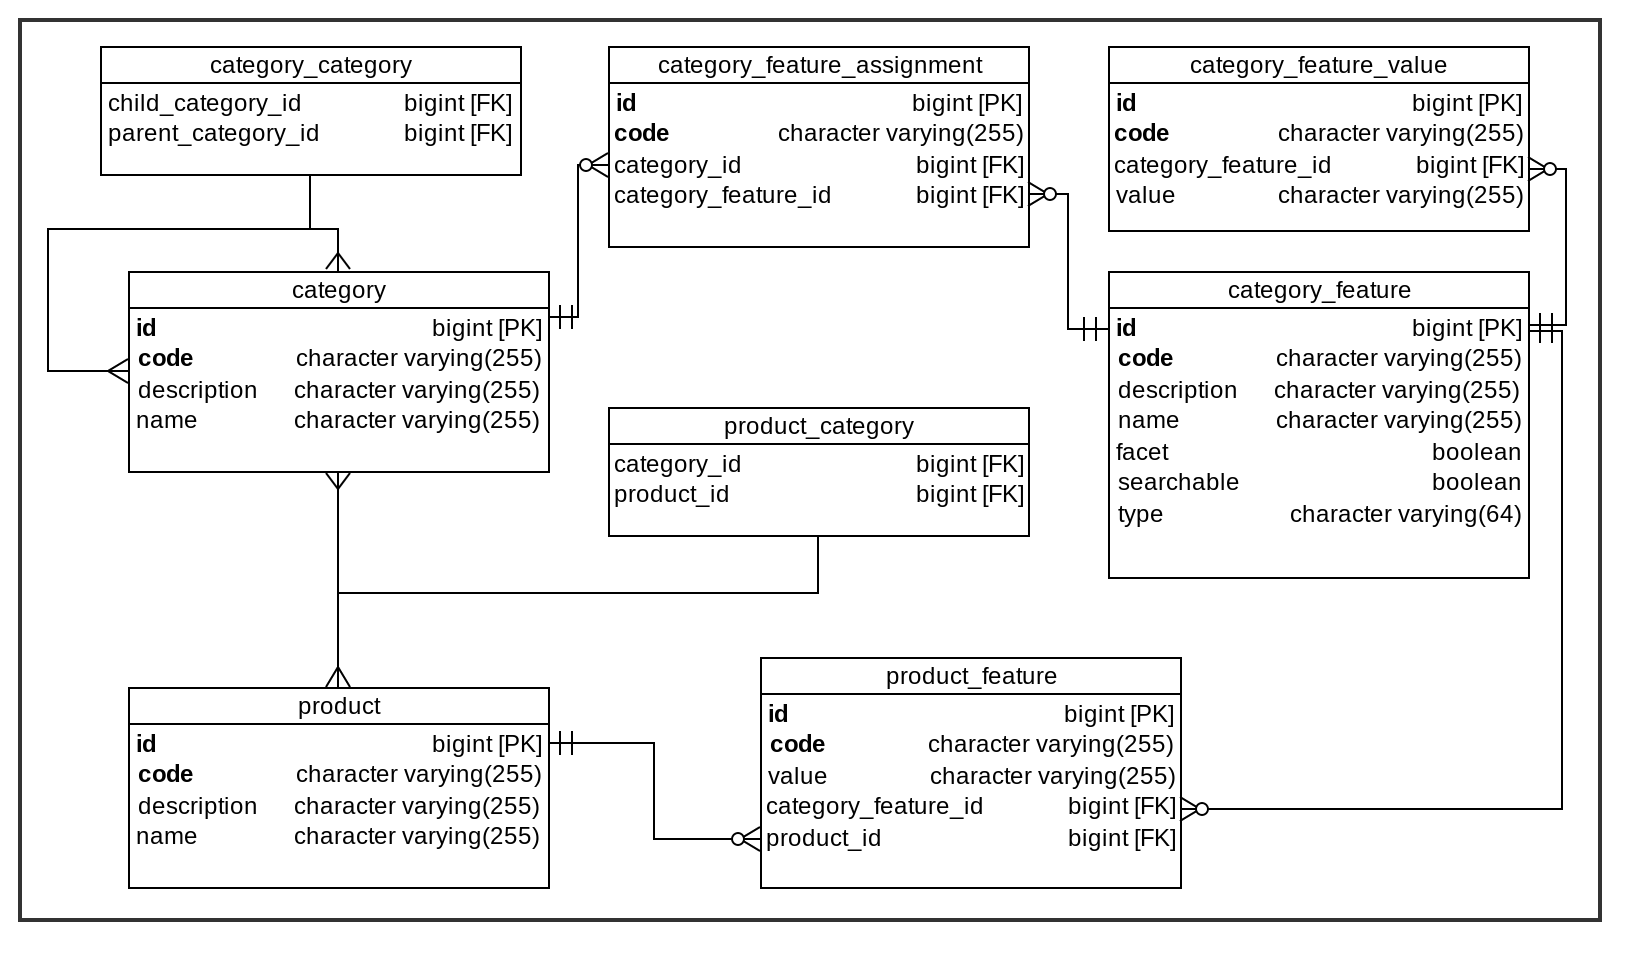 category_category
child_category_id bigint [FK]
parent_category_id bigint [FK]
category_feature_assignment
id bigint [PK]
code character varying(255)
category_id bigint [FK]
category_feature_id bigint [FK]
category_feature_value
id bigint [PK]
code character varying(255)
category_feature_id bigint [FK]
value character varying(255)
category
id bigint [PK]
code character varying(255)
description character varying(255)
name character varying(255)
category_feature
id bigint [PK]
code character varying(255)
description character varying(255)
name character varying(255)
facet boolean
searchable boolean
type character varying(64)
product_category
category_id bigint [FK]
product_id bigint [FK]
product
id bigint [PK]
code character varying(255)
description character varying(255)
name character varying(255)
product_feature
id bigint [PK]
code character varying(255)
value character varying(255)
category_feature_id bigint [FK]
product_id bigint [FK]